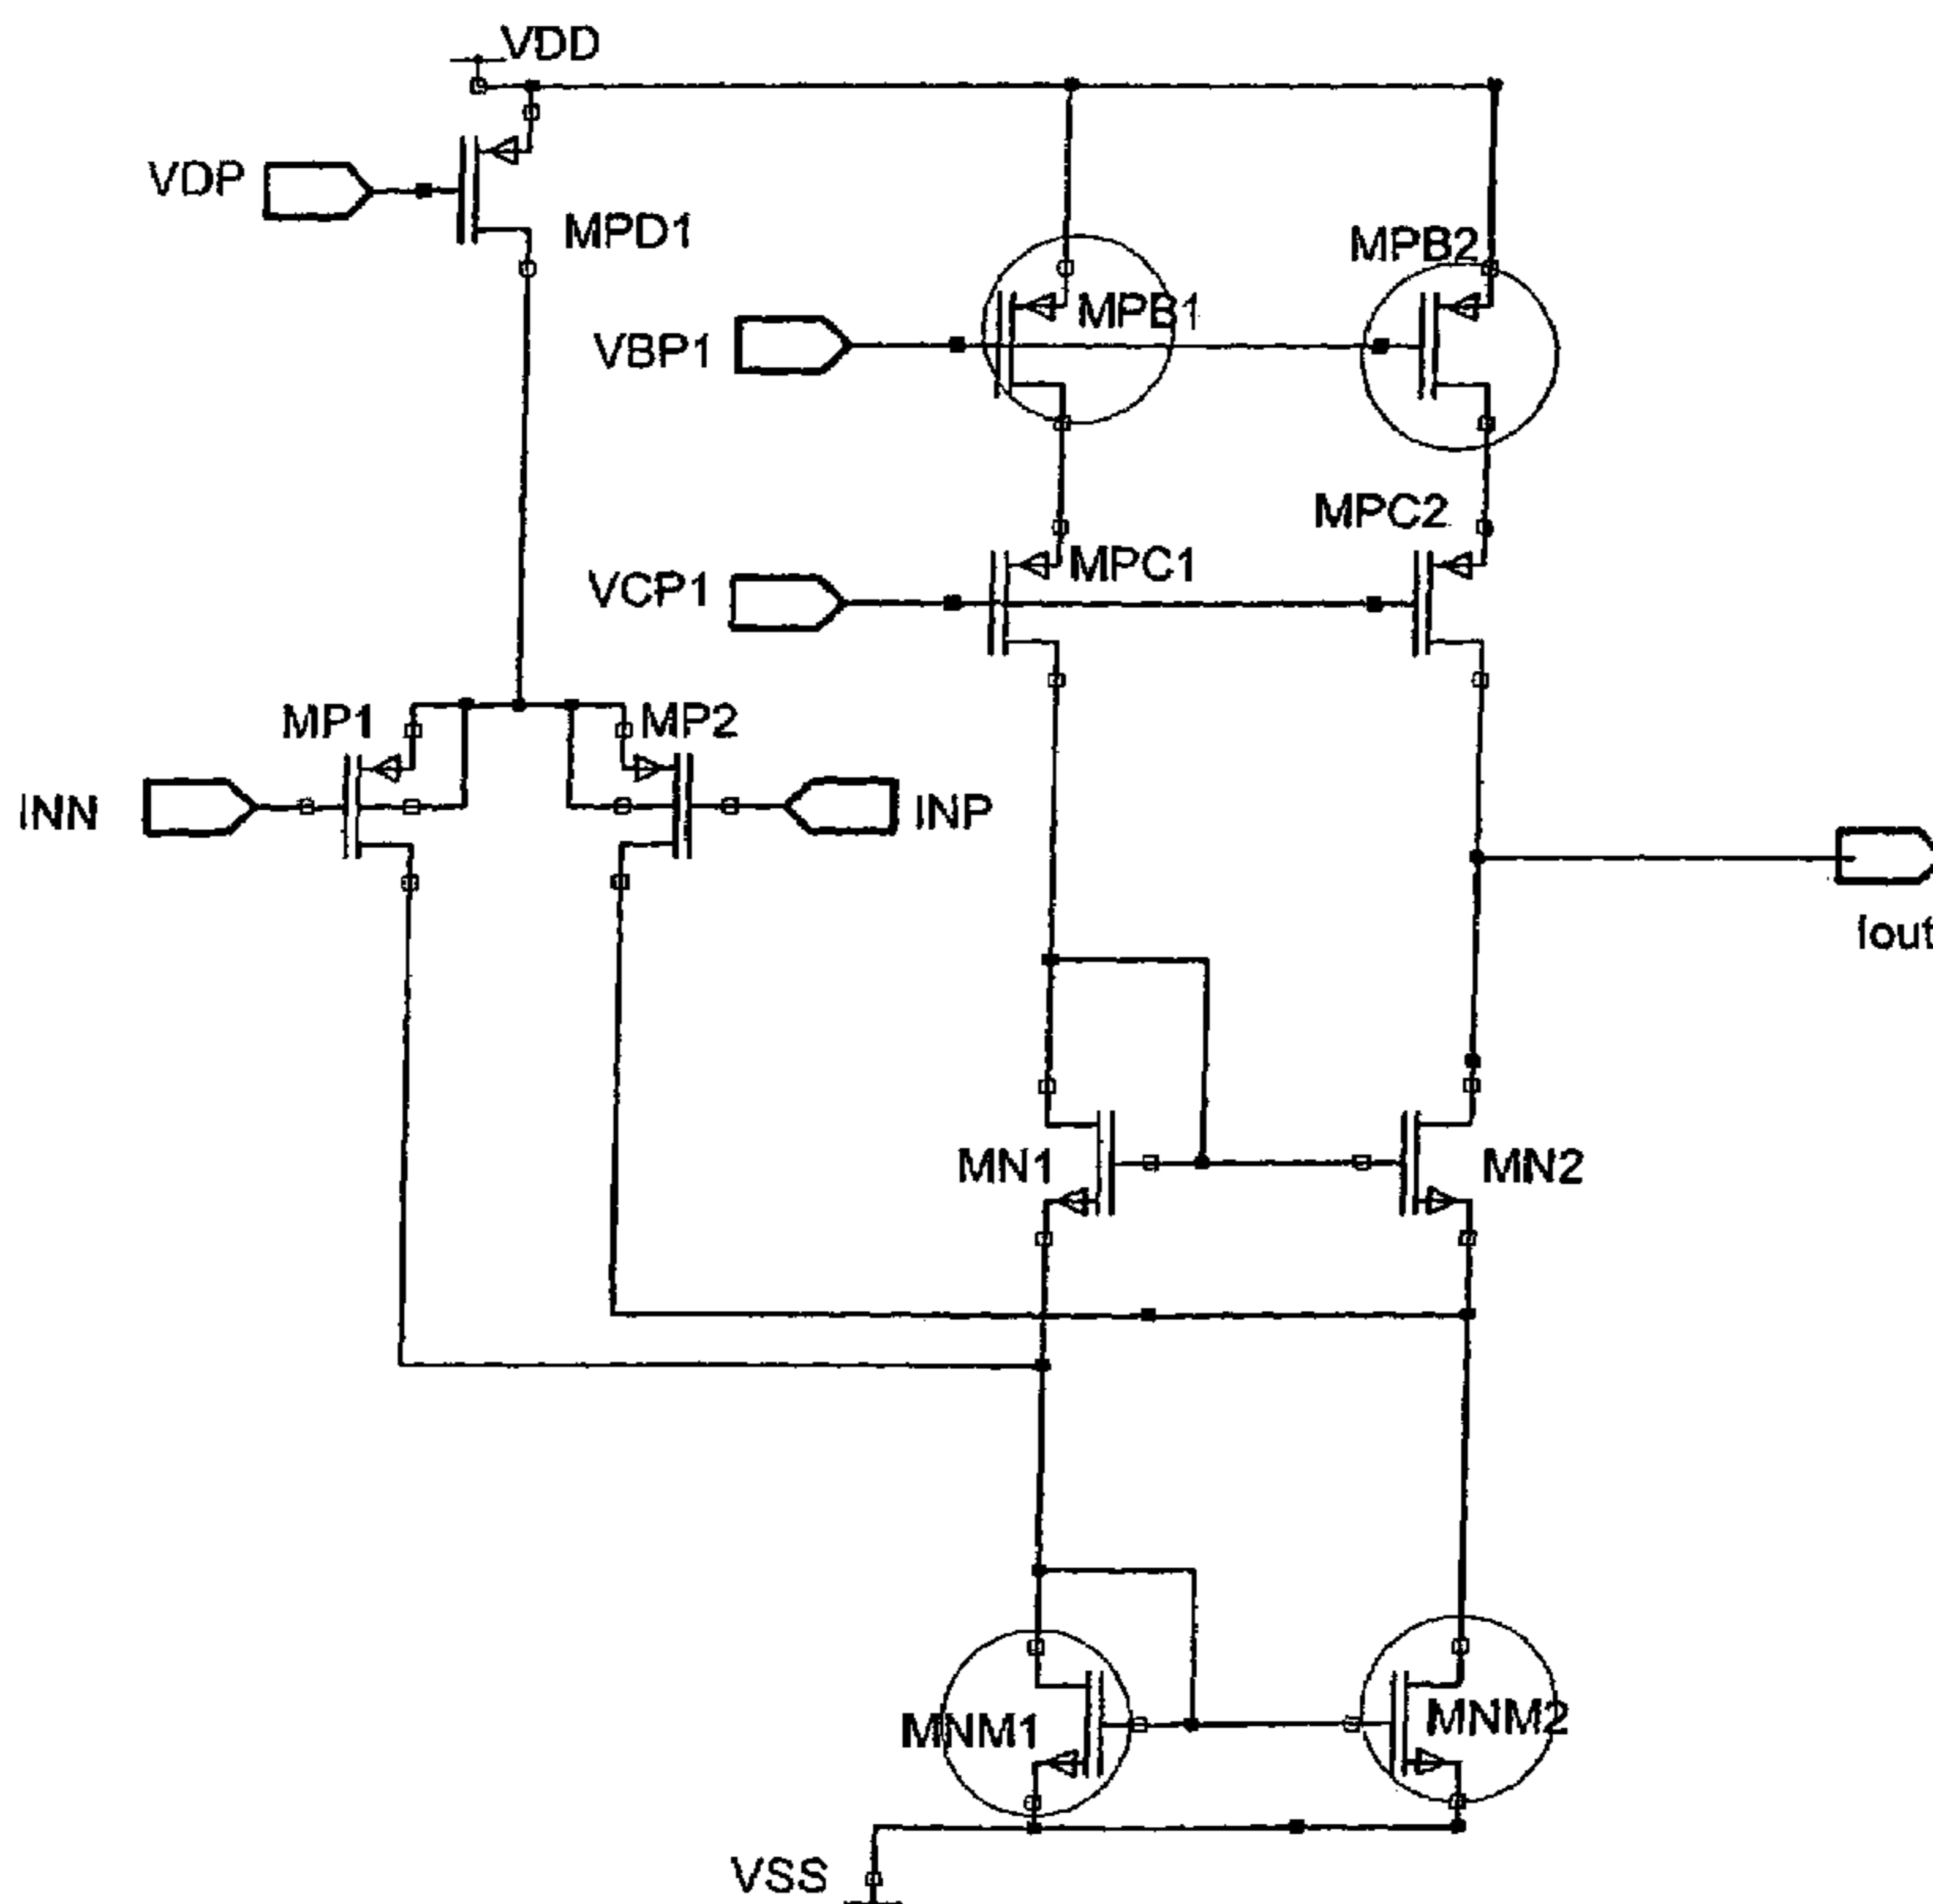 VDD
VDP
MPD1
MPB2
MPB1
VBP1
MPC2
MPC1
VCP1
MP1
MP2
INN
INP
Iout
MN1
MN2
MNM1
MNM2
VSS